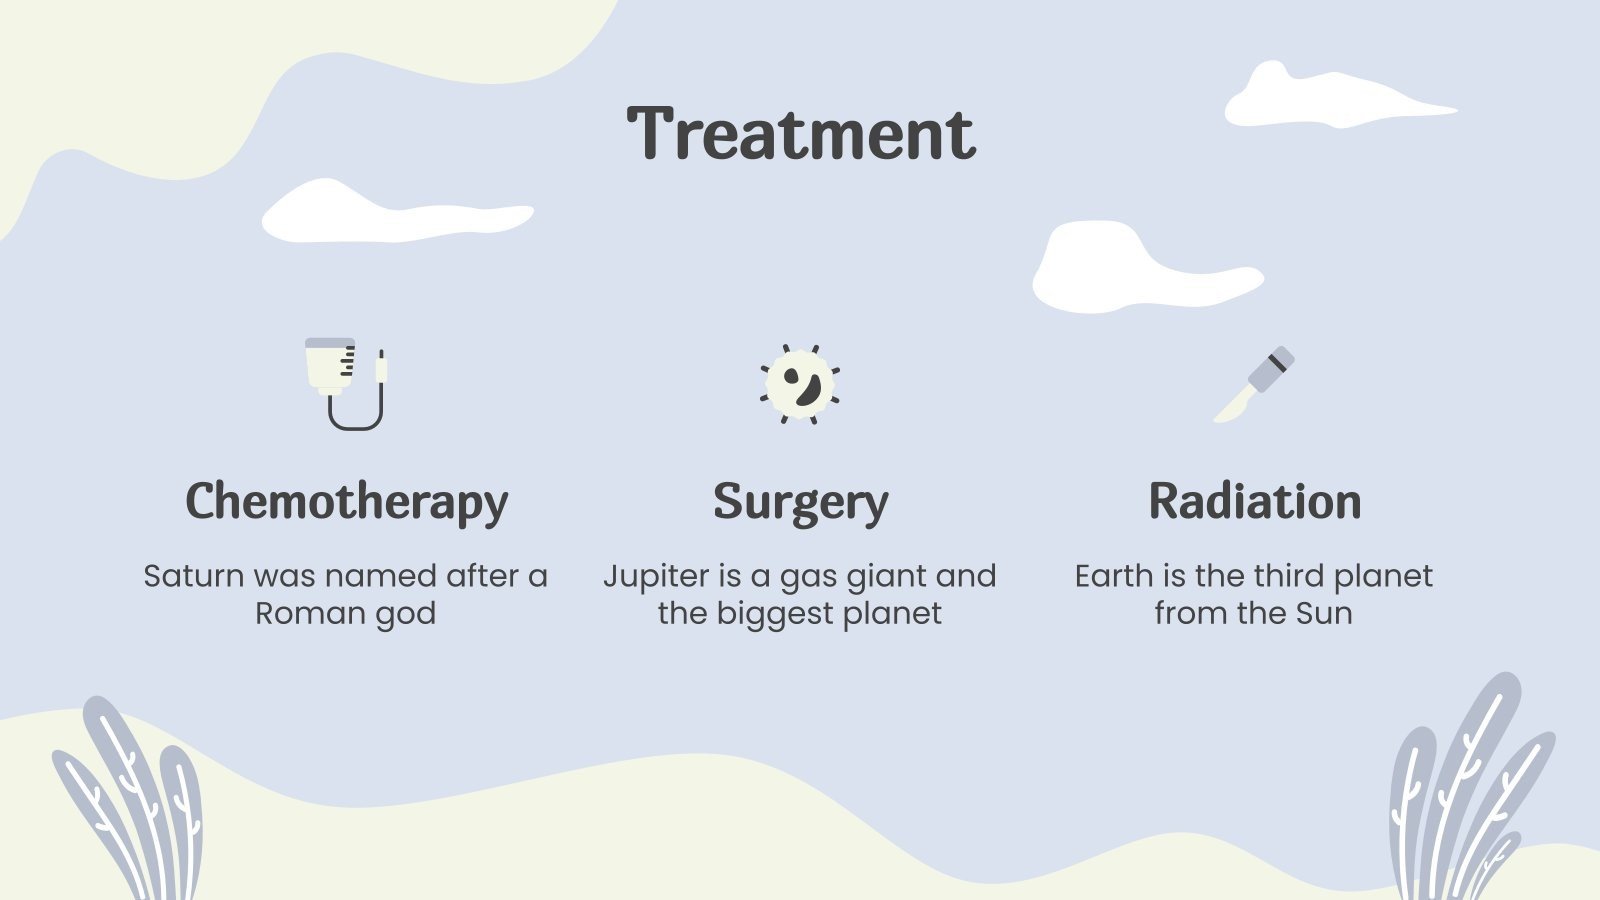 Treatment
Chemotherapy
Saturn was named after a
Roman god
Surgery
Jupiter is a gas giant and
the biggest planet
Radiation
Earth is the third planet
from the Sun